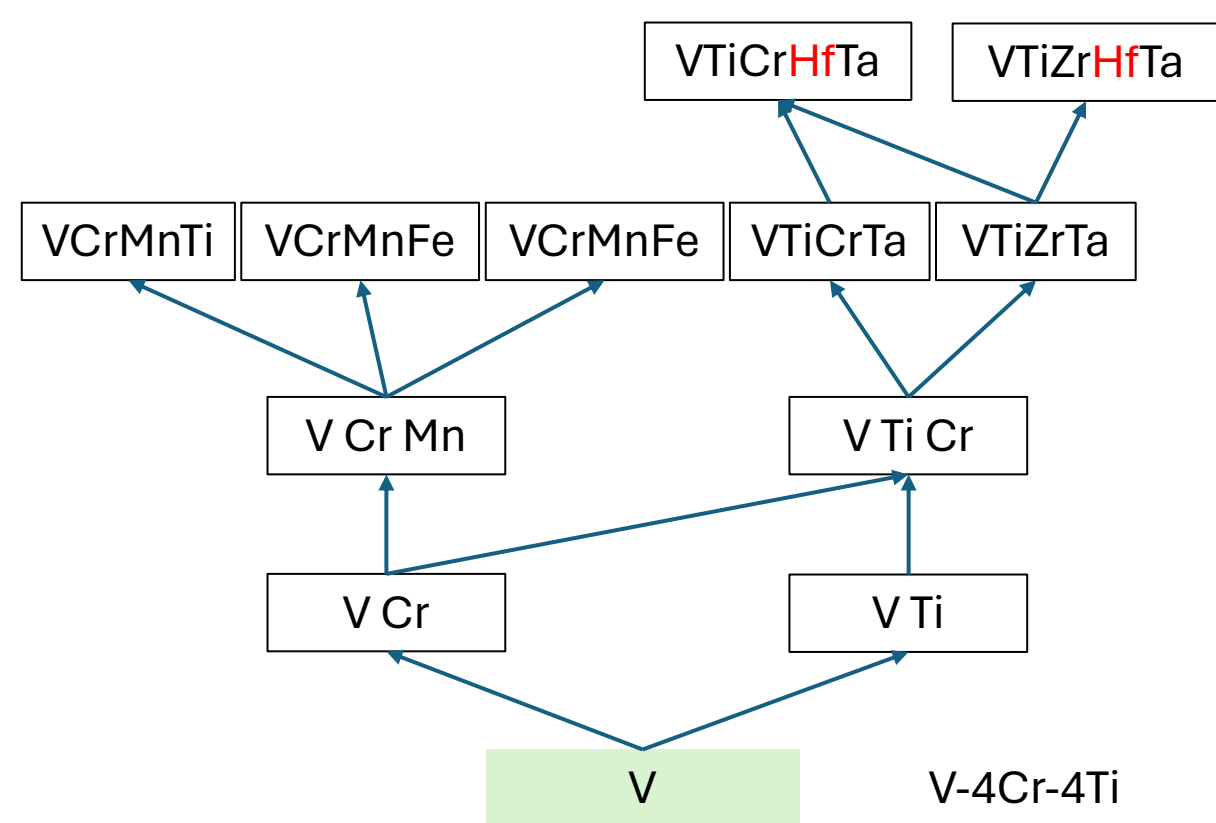 VTiCrHfTa
VTiZrHfTa
VCrMnTi
VCrMnFe
VCrMnFe
VTiCrTa
VTiZrTa
V Cr Mn
V Ti Cr
V Cr
V Ti
V
V-4Cr-4Ti